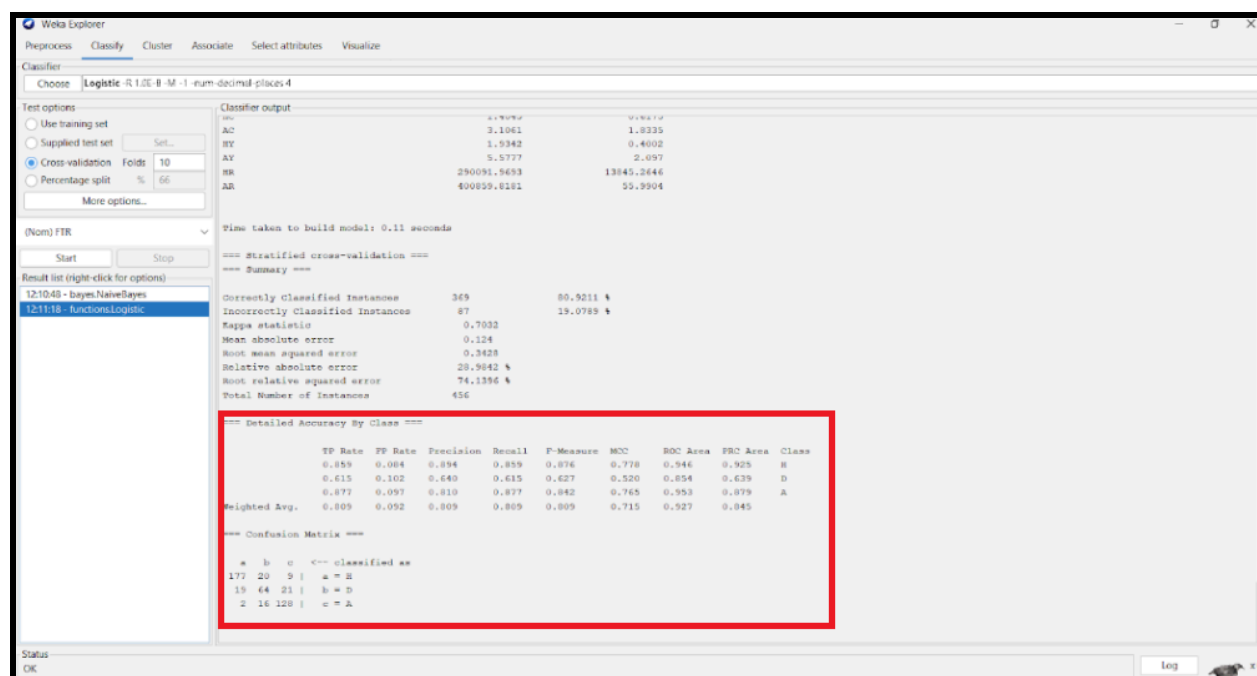 Weka Explorer
Preprocess Classify Cluster Associate Select attributes Visualize
Classifier
Choose Logistic -R 1.0E-8 -M -1 -num-decimal-places 4
Test options
Use training set
Supplied test set Set...
Cross-validation Folds 10
Percentage split % 66
More options...
(Nom) FTR
Start Stop
Result list (right-click for options)
12:10:48 - bayes.NaiveBayes
12:11:18 - functions.Logistic
Classifier output
AC 3.1061 1.8335
HY 1.9342 0.4002
AY 5.5777 2.097
HR 290091.9693 13845.2646
AR 400859.8181 55.9904
Time taken to build model: 0.11 seconds
=== Stratified cross-validation ===
=== Summary ===
Correctly Classified Instances 369 80.9211 %
Incorrectly Classified Instances 87 19.0789 %
Kappa statistic 0.7032
Mean absolute error 0.124
Root mean squared error 0.3428
Relative absolute error 28.9842 %
Root relative squared error 74.1396 %
Total Number of Instances 456
=== Detailed Accuracy By Class ===
TP Rate FP Rate Precision Recall F-Measure MCC ROC Area PRC Area Class
0.859 0.084 0.894 0.859 0.876 0.778 0.946 0.925 H
0.615 0.102 0.640 0.615 0.627 0.520 0.854 0.639 D
0.877 0.097 0.810 0.877 0.842 0.765 0.953 0.879 A
Weighted Avg. 0.809 0.092 0.809 0.809 0.809 0.715 0.927 0.845
=== Confusion Matrix ===
a b c <-- classified as
177 20 9 | a = H
19 64 21 | b = D
2 16 128 | c = A
Status
OK
Log
x